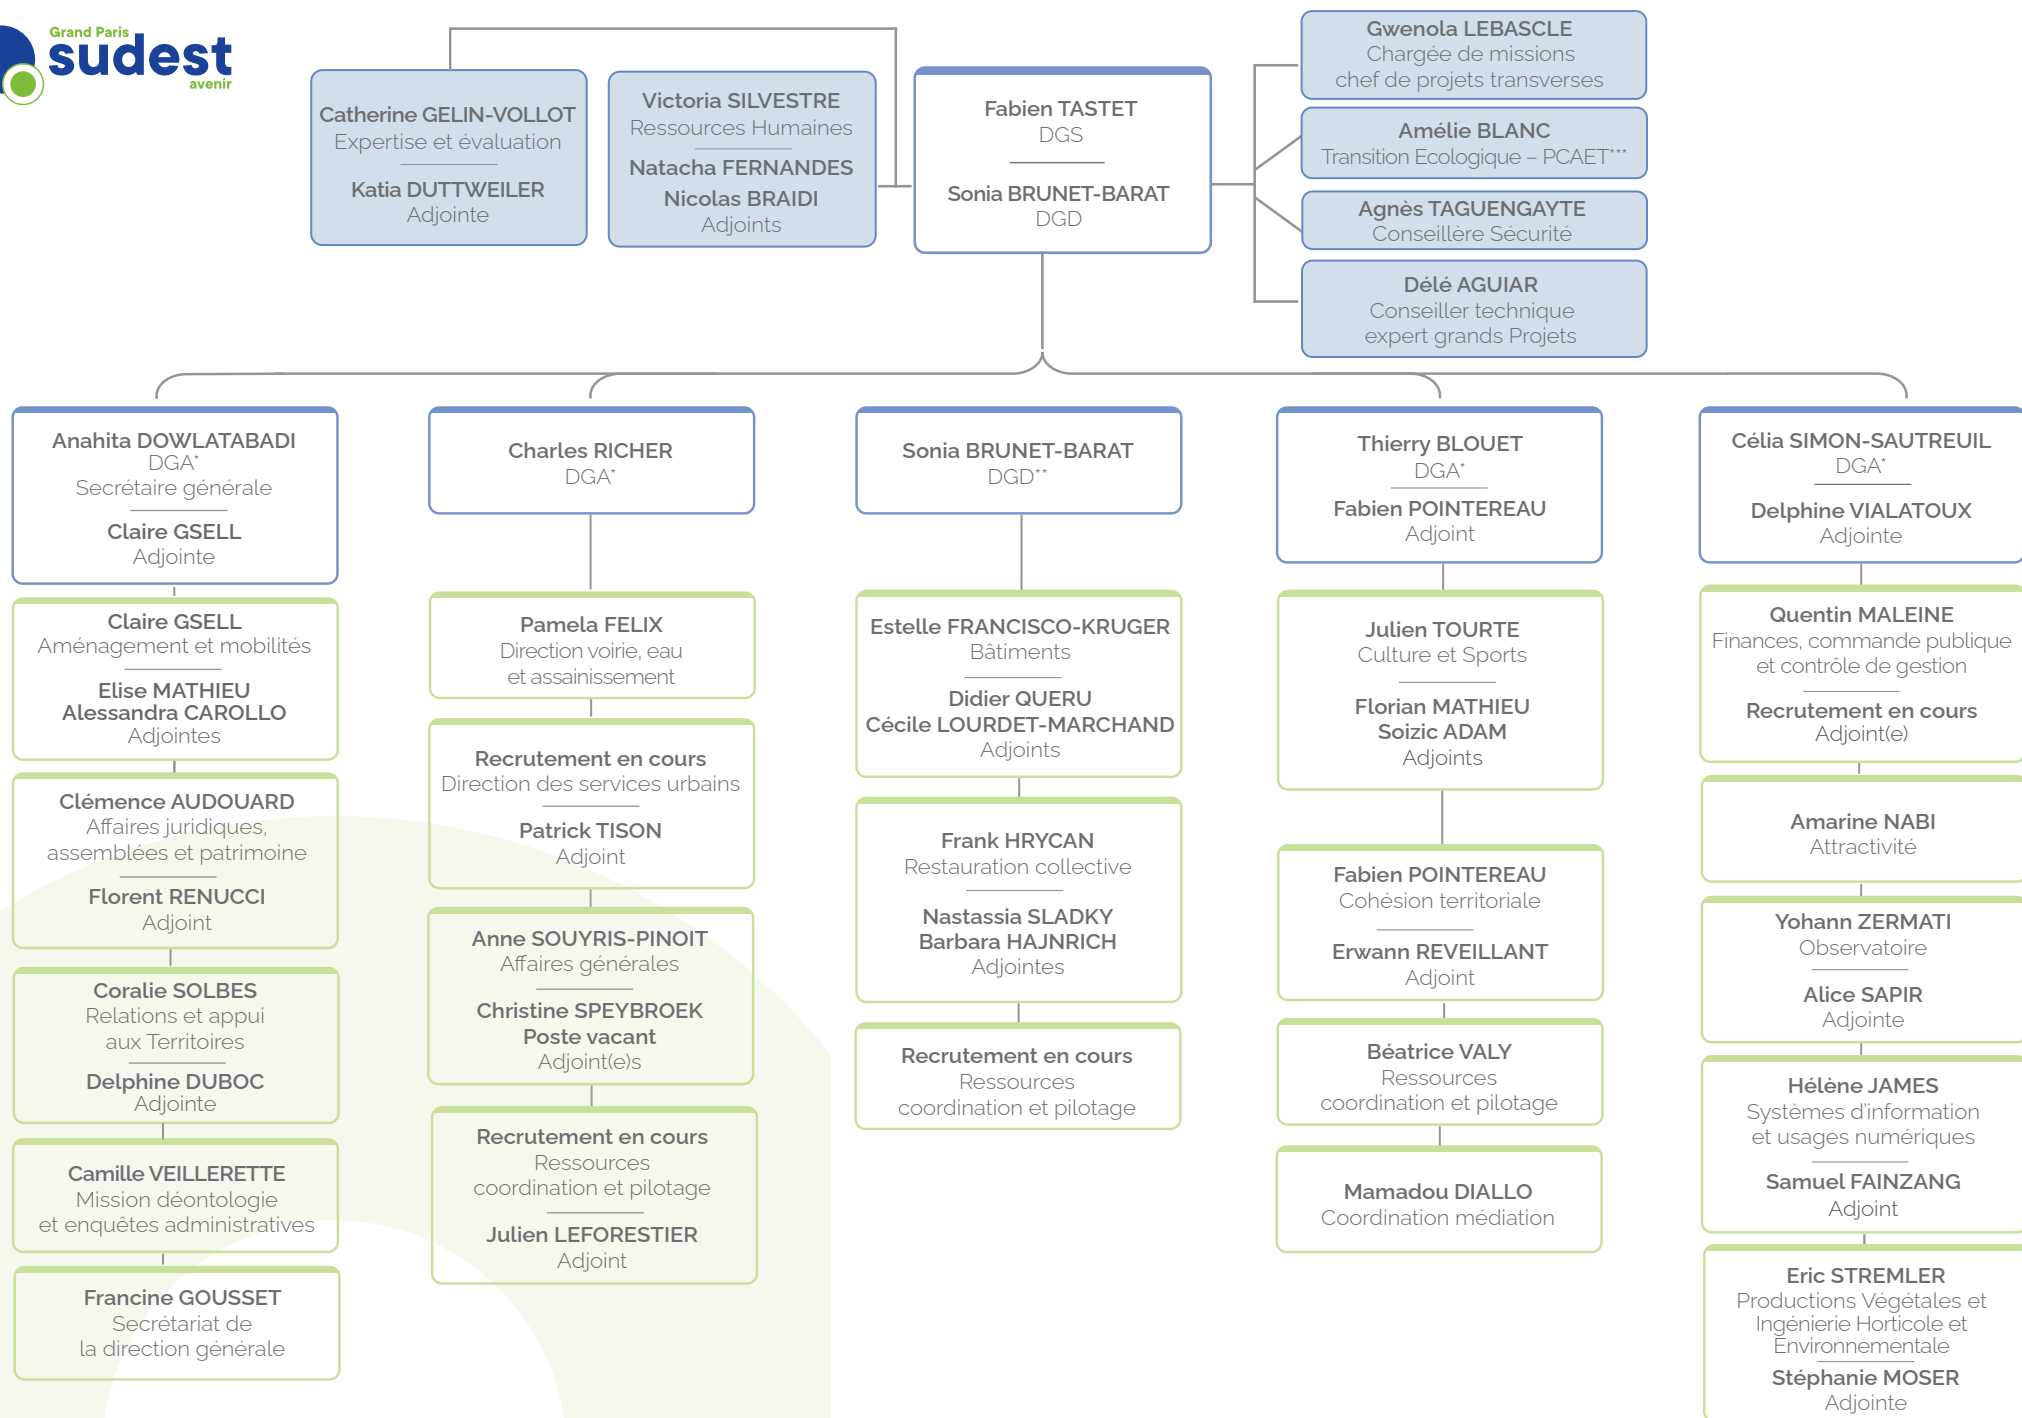 Grand Paris
sudest
avenir
Catherine GELIN-VOLLOT
Expertise et évaluation
Katia DUTTWEILER
Adjointe
Victoria SILVESTRE
Ressources Humaines
Natacha FERNANDES
Nicolas BRAIDI
Adjoints
Fabien TASTET
DGS
Sonia BRUNET-BARAT
DGD
Gwenola LEBASCLE
Chargée de missions
chef de projets transverses
Amélie BLANC
Transition Ecologique – PCAET***
Agnès TAGUENGAYTE
Conseillère Sécurité
Délé AGUIAR
Conseiller technique
expert grands Projets
Anahita DOWLATABADI
DGA*
Secrétaire générale
Claire GSELL
Adjointe
Claire GSELL
Aménagement et mobilités
Elise MATHIEU
Alessandra CAROLLO
Adjointes
Clémence AUDOUARD
Affaires juridiques,
assemblées et patrimoine
Florent RENUCCI
Adjoint
Coralie SOLBES
Relations et appui
aux Territoires
Delphine DUBOC
Adjointe
Camille VEILLERETTE
Mission déontologie
et enquêtes administratives
Francine GOUSSET
Secrétariat de
la direction générale
Charles RICHER
DGA*
Pamela FELIX
Direction voirie, eau
et assainissement
Recrutement en cours
Direction des services urbains
Patrick TISON
Adjoint
Anne SOUYRIS-PINOIT
Affaires générales
Christine SPEYBROEK
Poste vacant
Adjoint(e)s
Recrutement en cours
Ressources
coordination et pilotage
Julien LEFORESTIER
Adjoint
Sonia BRUNET-BARAT
DGD**
Estelle FRANCISCO-KRUGER
Bâtiments
Didier QUERU
Cécile LOURDET-MARCHAND
Adjoints
Frank HRYCAN
Restauration collective
Nastassia SLADKY
Barbara HAJNRICH
Adjointes
Recrutement en cours
Ressources
coordination et pilotage
Thierry BLOUET
DGA*
Fabien POINTEREAU
Adjoint
Julien TOURTE
Culture et Sports
Florian MATHIEU
Soizic ADAM
Adjoints
Fabien POINTEREAU
Cohésion territoriale
Erwann REVEILLANT
Adjoint
Béatrice VALY
Ressources
coordination et pilotage
Mamadou DIALLO
Coordination médiation
Célia SIMON-SAUTREUIL
DGA*
Delphine VIALATOUX
Adjointe
Quentin MALEINE
Finances, commande publique
et contrôle de gestion
Recrutement en cours
Adjoint(e)
Amarine NABI
Attractivité
Yohann ZERMATI
Observatoire
Alice SAPIR
Adjointe
Hélène JAMES
Systèmes d'information
et usages numériques
Samuel FAINZANG
Adjoint
Eric STREMLER
Productions Végétales et
Ingénierie Horticole et
Environnementale
Stéphanie MOSER
Adjointe